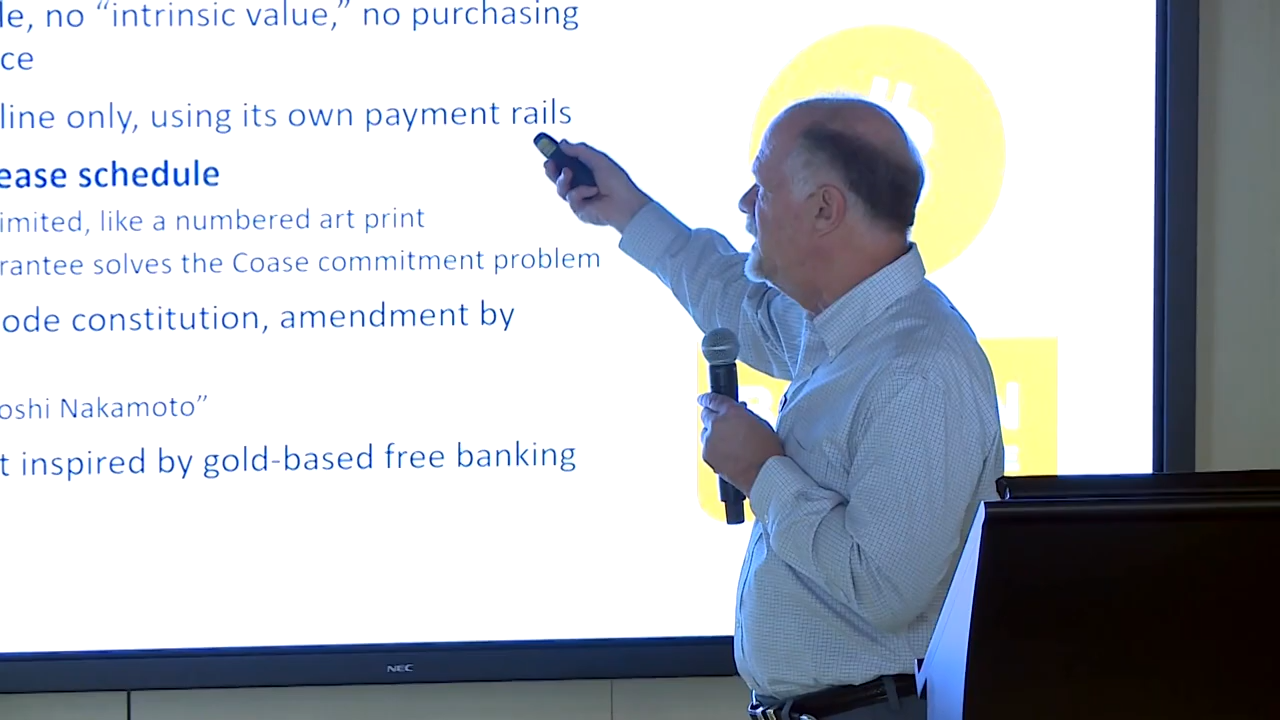 le, no “intrinsic value,” no purchasing
ce
line only, using its own payment rails
ease schedule
imited, like a numbered art print
rantee solves the Coase commitment problem
ode constitution, amendment by
oshi Nakamoto”
t inspired by gold-based free banking
NEC